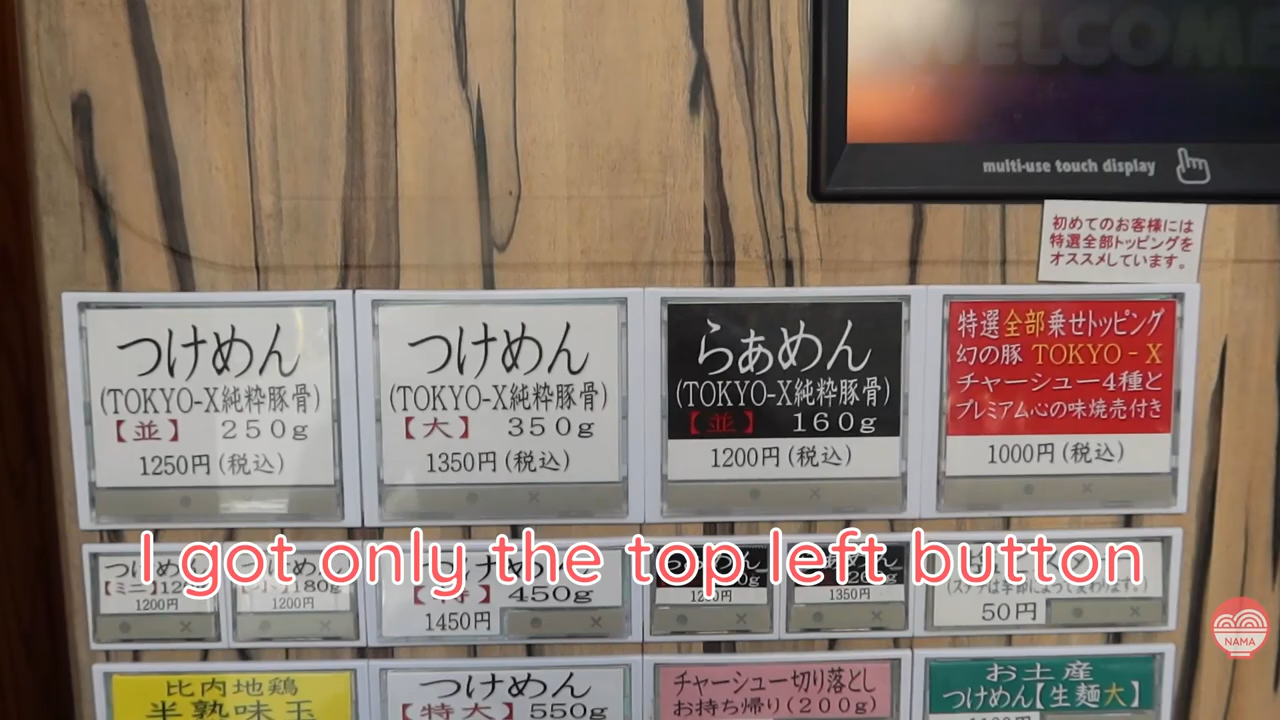 WELCOME
multi-use touch display
初めてのお客様には
特選全部トッピングを
オススメしています。
つけめん
(TOKYO-X純粋豚骨)
【並】 250g
1250円(税込)
つけめん
(TOKYO-X純粋豚骨)
【大】 350g
1350円(税込)
らぁめん
(TOKYO-X純粋豚骨)
【並】 160g
1200円(税込)
特選全部乗せトッピング
幻の豚 TOKYO-X
チャーシュー4種と
プレミアム心の味焼売付き
1000円(税込)
I got only the top left button
つけめん
【ミニ】
1200円
180g
1200円
450g
1450円
1350円
50円
比内地鶏
半熟味玉
つけめん
【特大】 550g
チャーシュー切り落とし
お持ち帰り(200g)
お土産
つけめん【生麺大】
NAMA